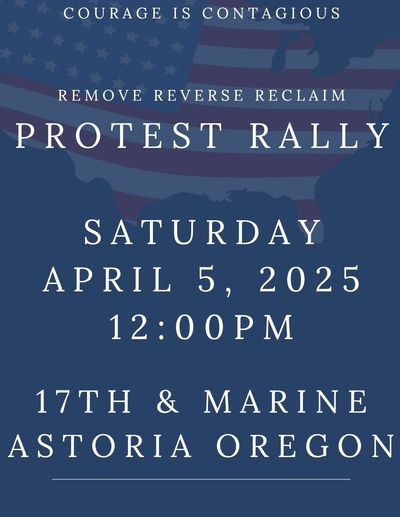 COURAGE IS CONTAGIOUS
REMOVE REVERSE RECLAIM
PROTEST RALLY
SATURDAY
APRIL 5, 2025
12:00PM
17TH & MARINE
ASTORIA OREGON